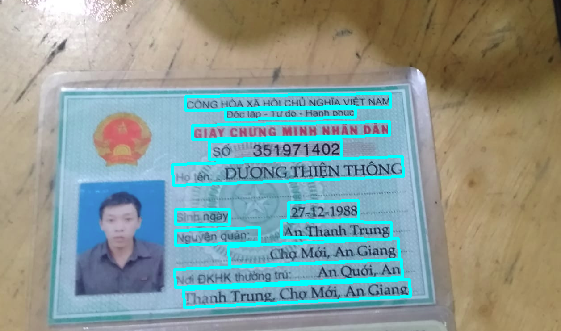 CỘNG HÒA XÃ HỘI CHỦ NGHĨA VIỆT NAM
Độc lập - Tự do - Hạnh phúc
GIẤY CHỨNG MINH NHÂN DÂN
SỐ 351971402
Họ tên: DƯƠNG THIỆN THÔNG
Sinh ngày 27-12-1988
Nguyên quán: An Thạnh Trung
Chợ Mới, An Giang
Nơi ĐKHK thường trú: An Quới, An
Thạnh Trung, Chợ Mới, An Giang